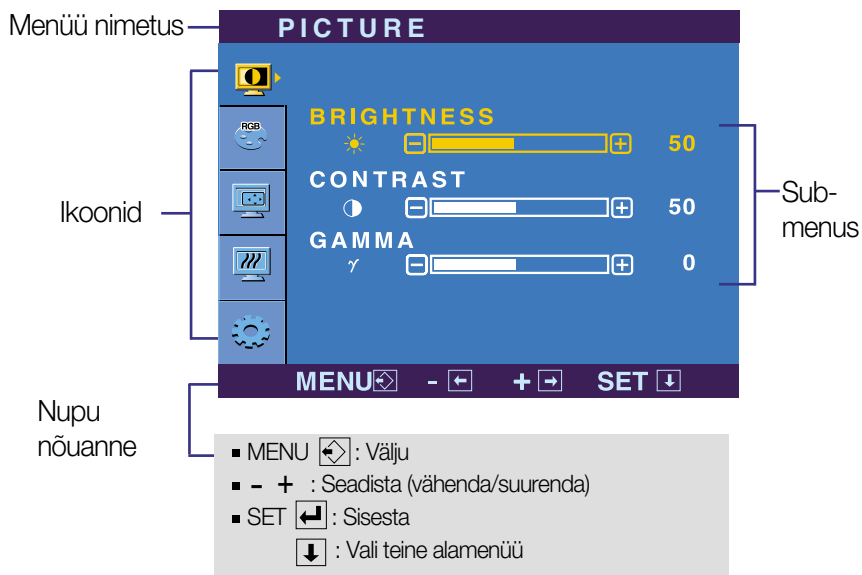 Menüü nimetus
PICTURE
RGB
BRIGHTNESS
50
CONTRAST
50
GAMMA
γ
0
Ikoonid
Sub-
menus
MENU - + SET
Nupu
nõuanne
MENU : Välju
- + : Seadista (vähenda/suurenda)
SET : Sisesta
: Vali teine alamenüü